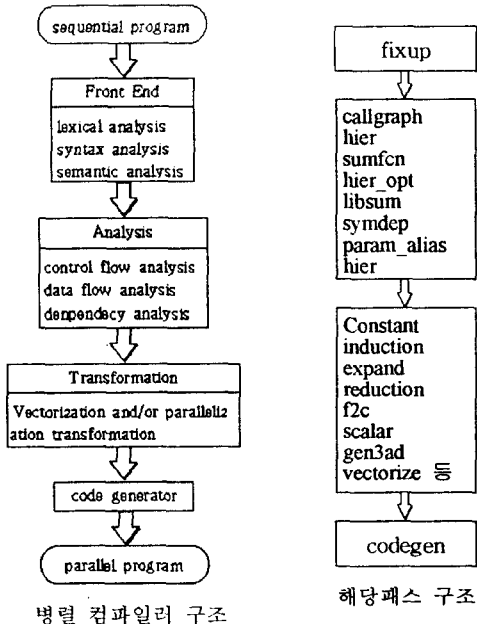 sequential program
Front End
lexical analysis
syntax analysis
semantic analysis
Analysis
control flow analysis
data flow analysis
denpendecy analysis
Transformation
Vectorization and/or paralleliz
ation transformation
code generator
parallel program
병렬 컴파일러 구조
fixup
callgraph
hier
sumfcn
hier_opt
libsum
symdep
param_alias
hier
Constant
induction
expand
reduction
f2c
scalar
gen3ad
vectorize 등
codegen
해당패스 구조